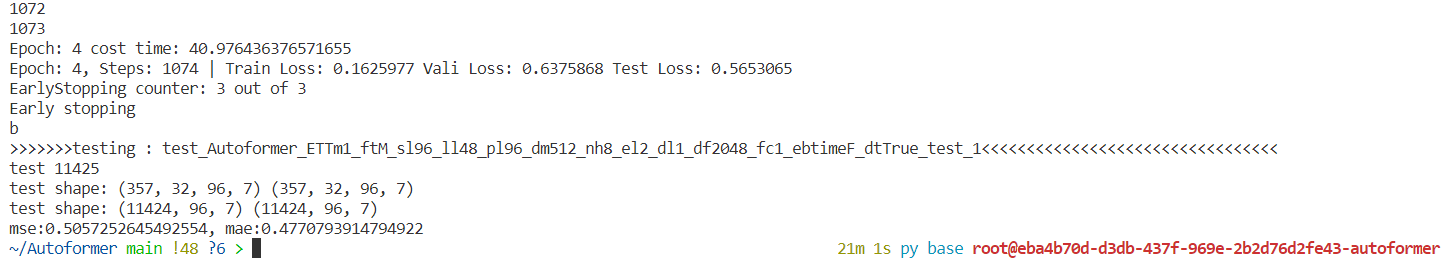 1072
1073
Epoch: 4 cost time: 40.976436376571655
Epoch: 4, Steps: 1074 | Train Loss: 0.1625977 Vali Loss: 0.6375868 Test Loss: 0.5653065
EarlyStopping counter: 3 out of 3
Early stopping
b
>>>>>>>testing : test_Autoformer_ETTm1_ftM_sl96_ll48_pl96_dm512_nh8_el2_dl1_df2048_fc1_ebtimeF_dtTrue_test_1<<<<<<<<<<<<<<<<<<<<<<<<<<<<<<<<<
test 11425
test shape: (357, 32, 96, 7) (357, 32, 96, 7)
test shape: (11424, 96, 7) (11424, 96, 7)
mse:0.5057252645492554, mae:0.4770793914794922
~/Autoformer main !48 ?6 > 21m 1s py base root@eba4b70d-d3db-437f-969e-2b2d76d2fe43-autoformer